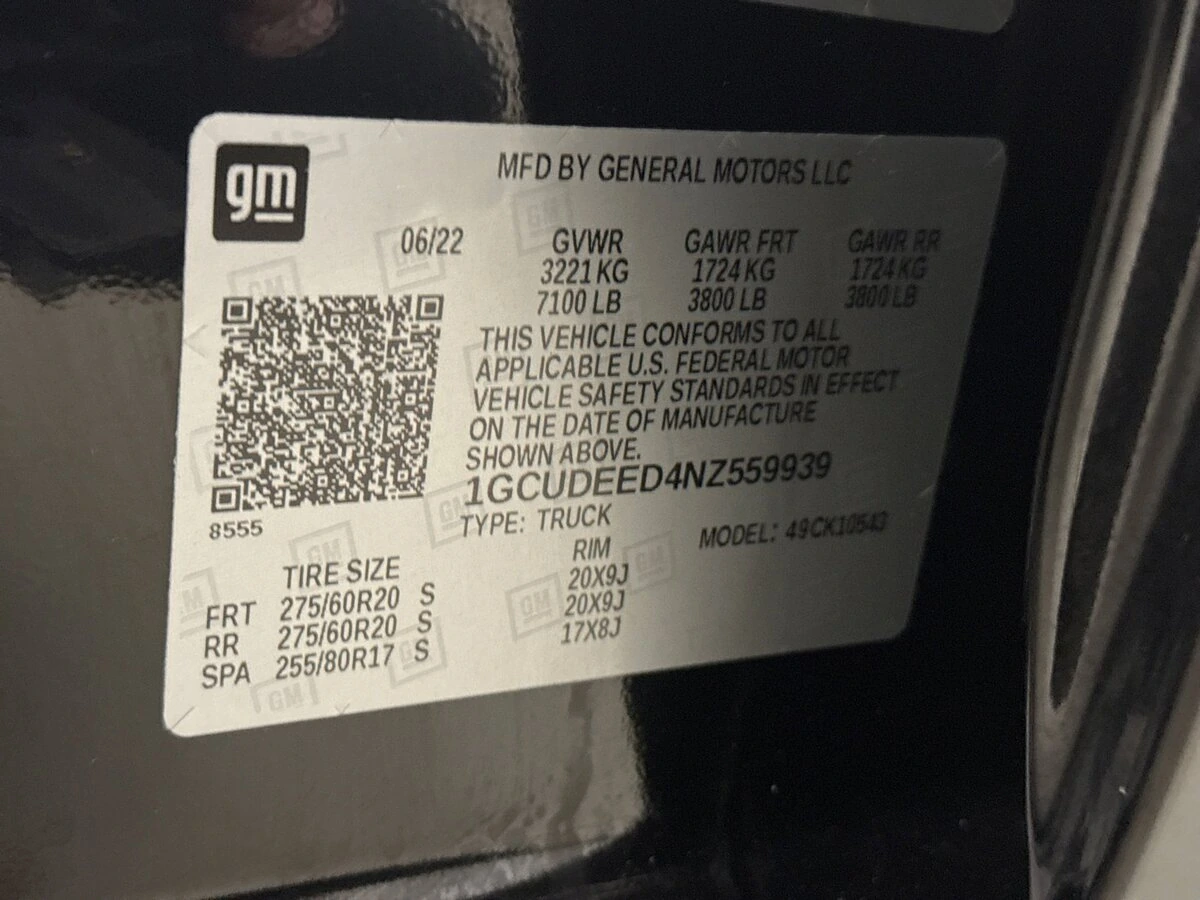 gm
MFD BY GENERAL MOTORS LLC
06/22 GVWR GAWR FRT GAWR RR
3221 KG 1724 KG 1724 KG
7100 LB 3800 LB 3800 LB
THIS VEHICLE CONFORMS TO ALL
APPLICABLE U.S. FEDERAL MOTOR
VEHICLE SAFETY STANDARDS IN EFFECT
ON THE DATE OF MANUFACTURE
SHOWN ABOVE.
1GCUDEED4NZ559939
8555
TYPE: TRUCK MODEL: 49CK10543
TIRE SIZE RIM
FRT 275/60R20 S 20X9J
RR 275/60R20 S 20X9J
SPA 255/80R17 S 17X8J